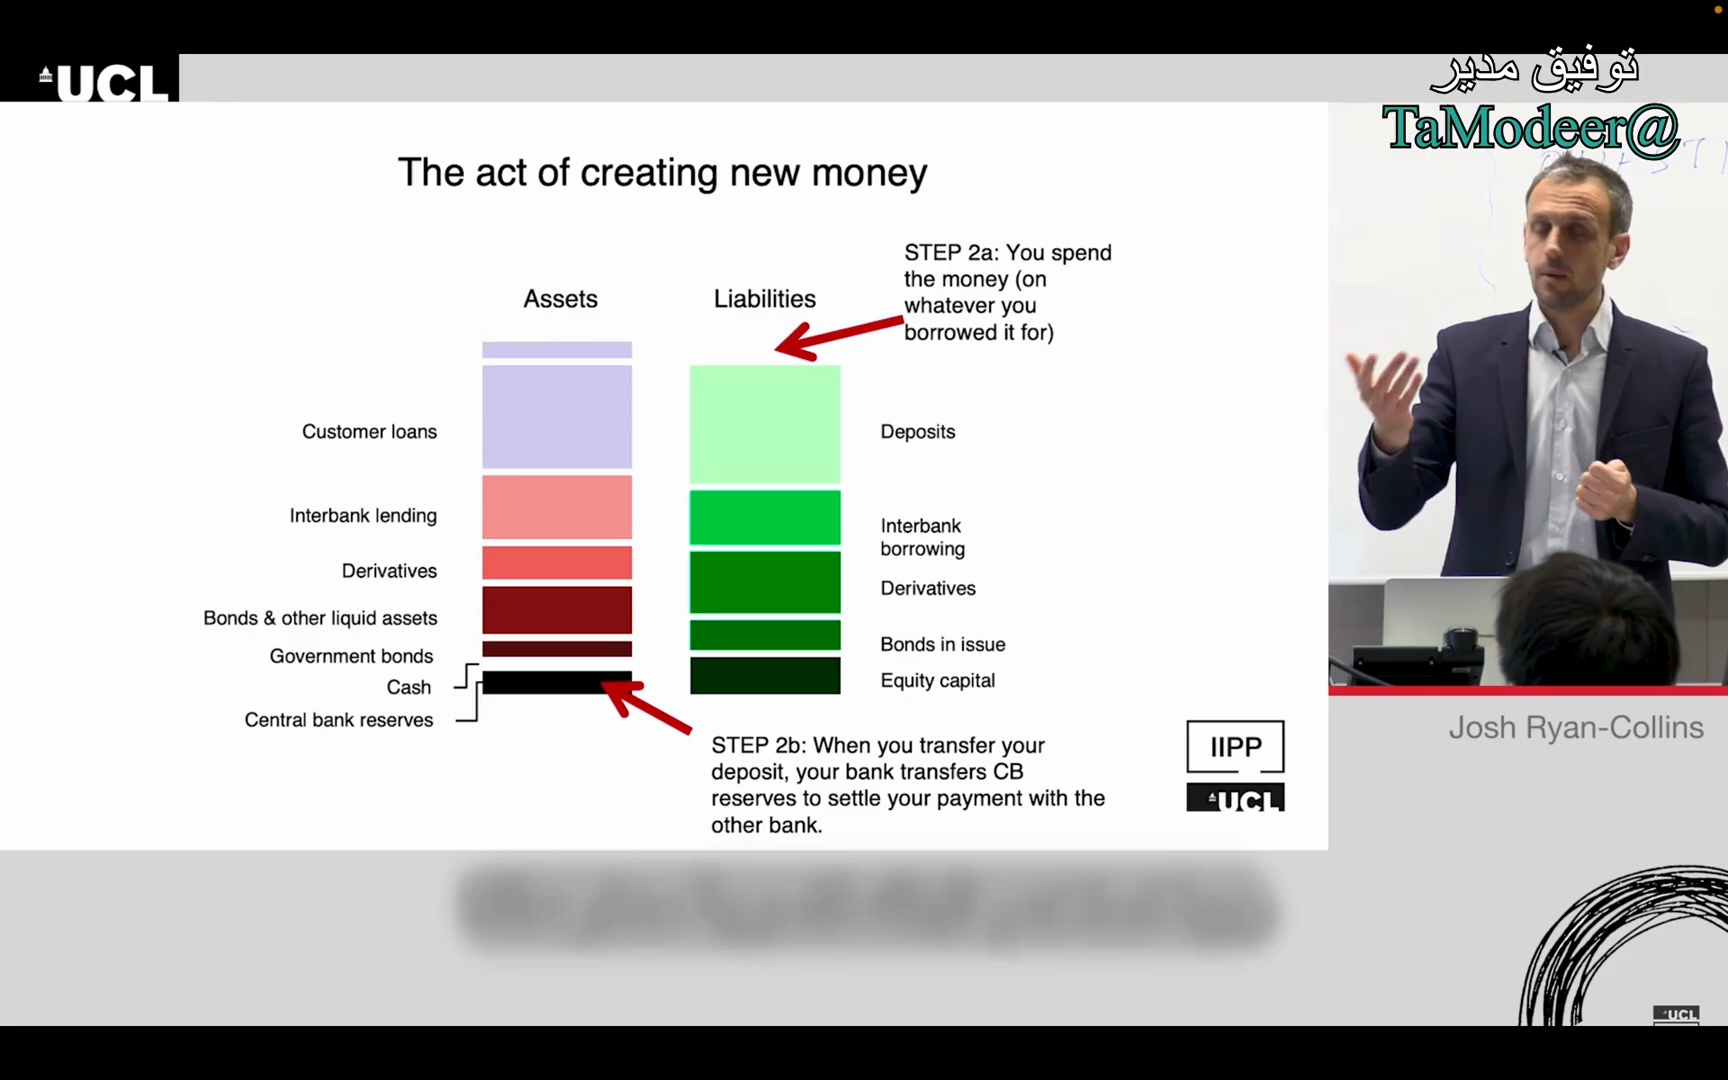 UCL
توفيق مدير
TaModeer@
The act of creating new money
STEP 2a: You spend
the money (on
whatever you
borrowed it for)
Assets
Liabilities
Customer loans
Interbank lending
Derivatives
Bonds & other liquid assets
Government bonds
Cash
Central bank reserves
Deposits
Interbank
borrowing
Derivatives
Bonds in issue
Equity capital
STEP 2b: When you transfer your
deposit, your bank transfers CB
reserves to settle your payment with the
other bank.
IIPP
UCL
Josh Ryan-Collins
UCL